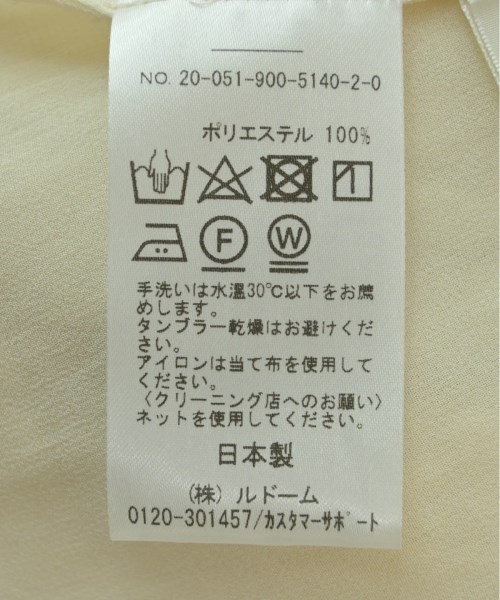 NO. 20-051-900-5140-2-0
ポリエステル 100%
F W
手洗いは水温30℃以下をお薦
めします。
タンブラー乾燥はお避けくだ
さい。
アイロンは当て布を使用して
ください。
〈クリーニング店へのお願い〉
ネットを使用してください。
日本製
(株) ルドーム
0120-301457/ｶｽﾀﾏｰｻﾎﾟｰﾄ